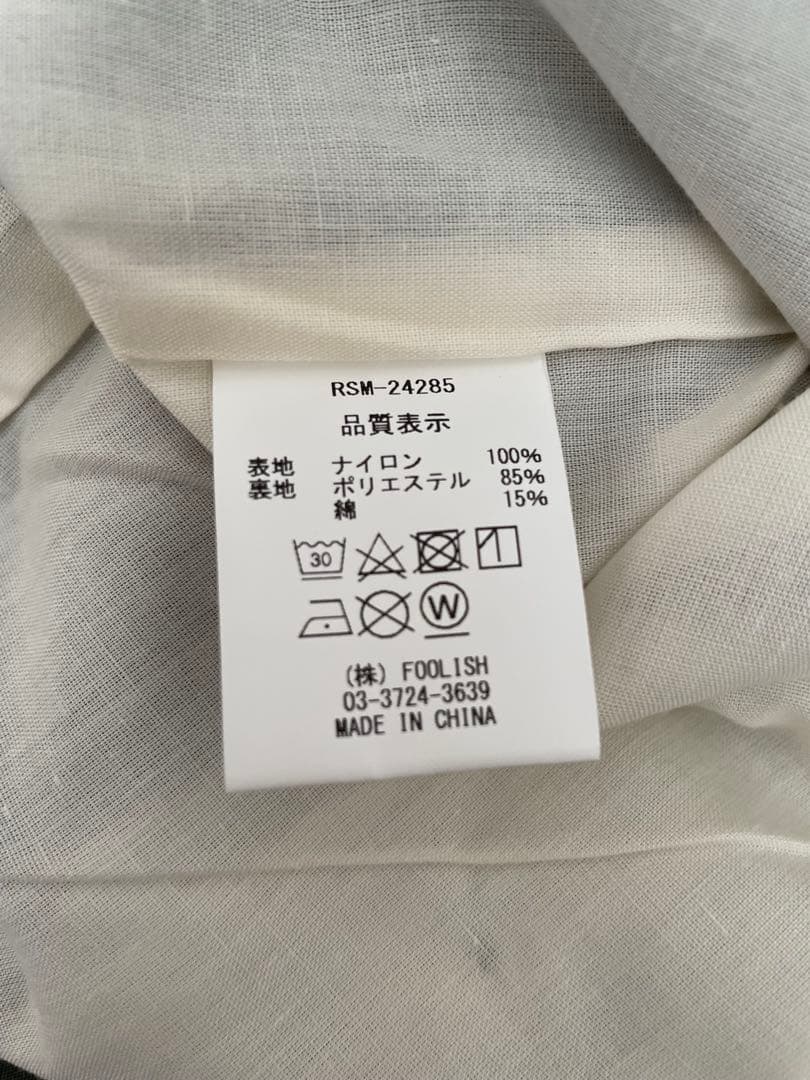 RSM-24285
品質表示
表地 ナイロン 100%
裏地 ポリエステル 85%
綿 15%
30
W
(株) FOOLISH
03-3724-3639
MADE IN CHINA